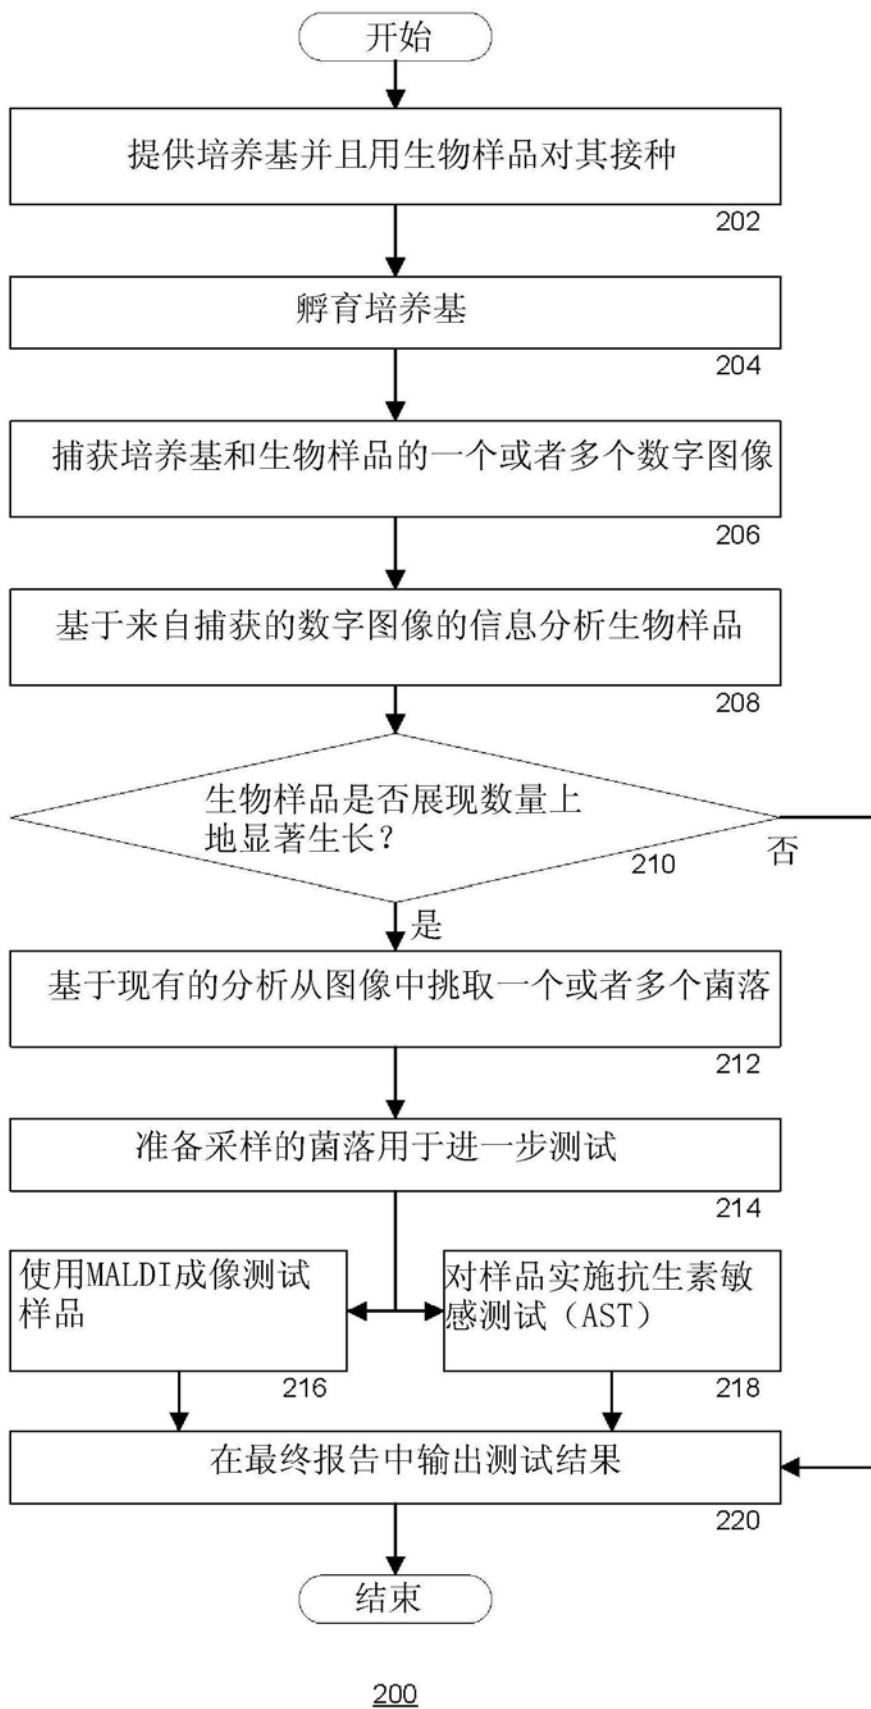 开始
提供培养基并且用生物样品对其接种
202
孵育培养基
204
捕获培养基和生物样品的一个或者多个数字图像
206
基于来自捕获的数字图像的信息分析生物样品
208
生物样品是否展现数量上
地显著生长？
210
否
是
基于现有的分析从图像中挑取一个或者多个菌落
212
准备采样的菌落用于进一步测试
214
使用MALDI成像测试
样品
216
对样品实施抗生素敏
感测试（AST）
218
在最终报告中输出测试结果
220
结束
200